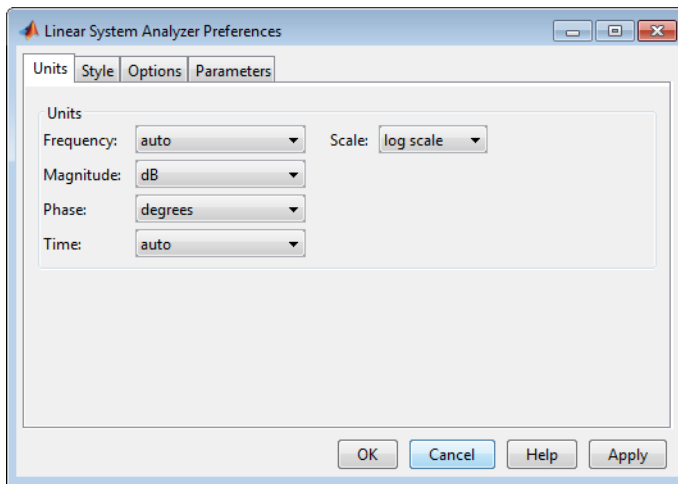 Linear System Analyzer Preferences
Units Style Options Parameters
Units
Frequency: auto Scale: log scale
Magnitude: dB
Phase: degrees
Time: auto
OK Cancel Help Apply